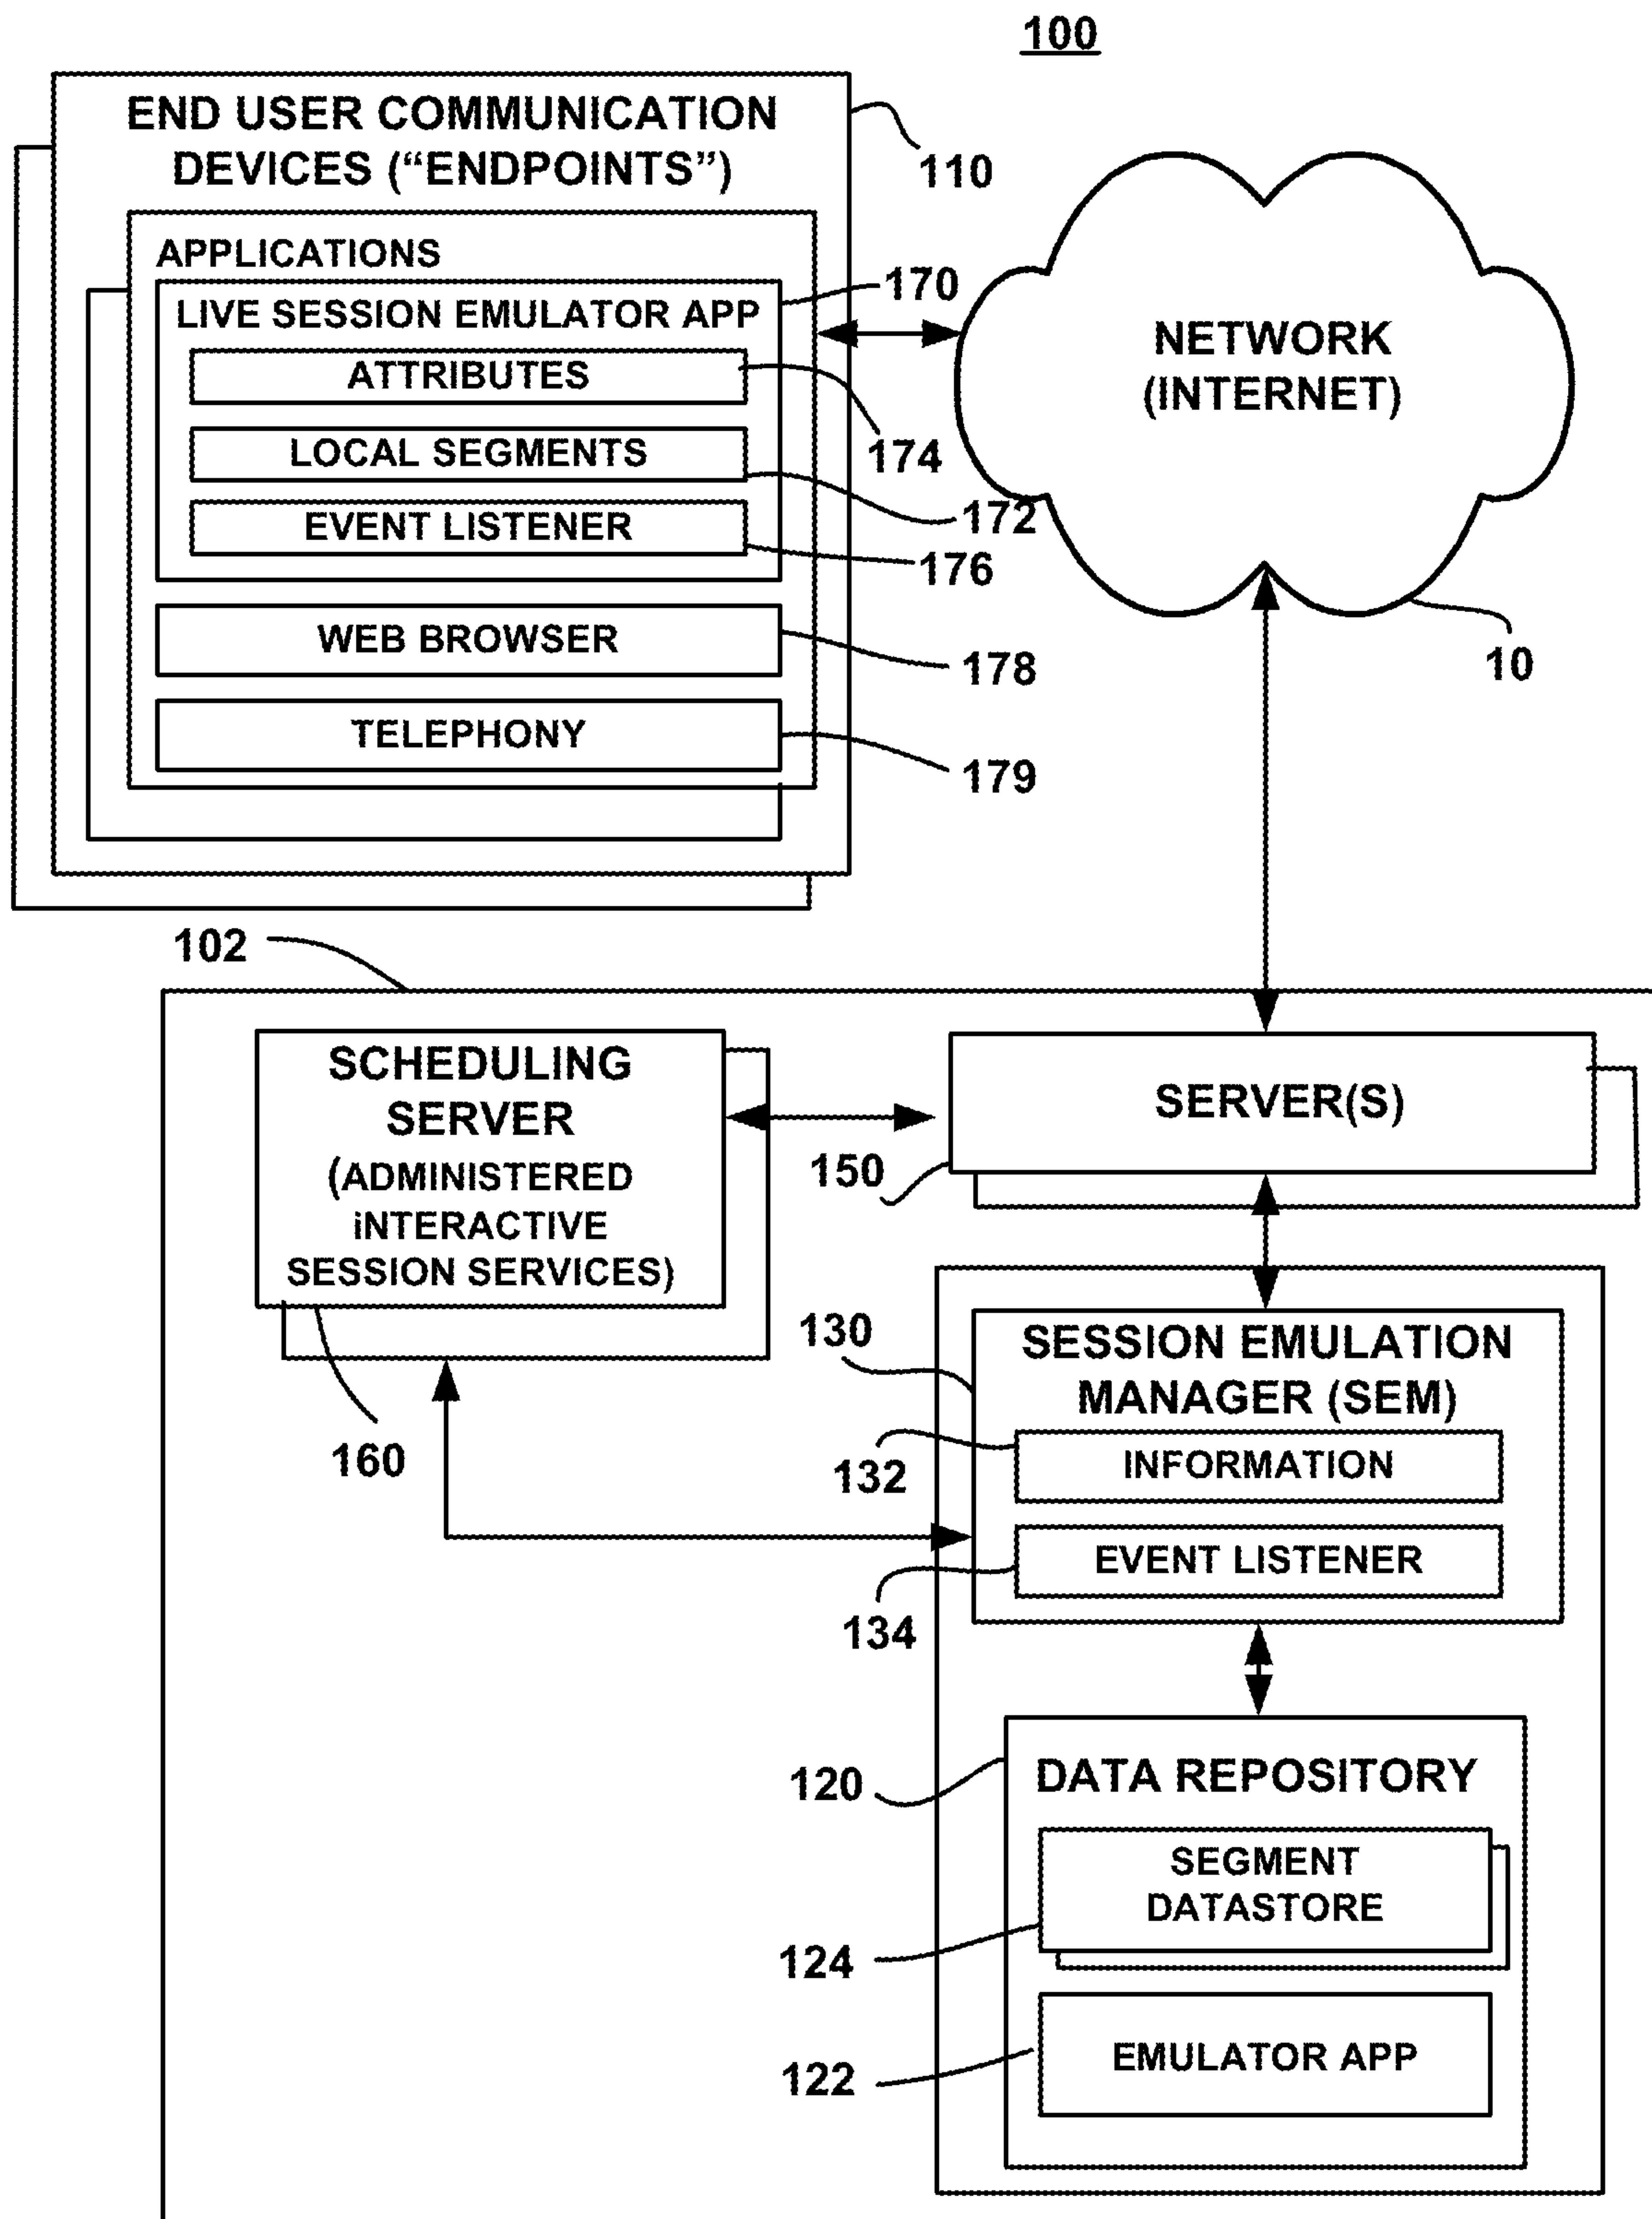 100
END USER COMMUNICATION
DEVICES (“ENDPOINTS”)
110
APPLICATIONS
170
LIVE SESSION EMULATOR APP
ATTRIBUTES
174
LOCAL SEGMENTS
172
EVENT LISTENER
176
WEB BROWSER
178
TELEPHONY
179
NETWORK
(INTERNET)
10
102
SCHEDULING
SERVER
(ADMINISTERED
iNTERACTIVE
SESSION SERVICES)
160
SERVER(S)
150
130
SESSION EMULATION
MANAGER (SEM)
132
INFORMATION
EVENT LISTENER
134
120
DATA REPOSITORY
SEGMENT
DATASTORE
124
EMULATOR APP
122